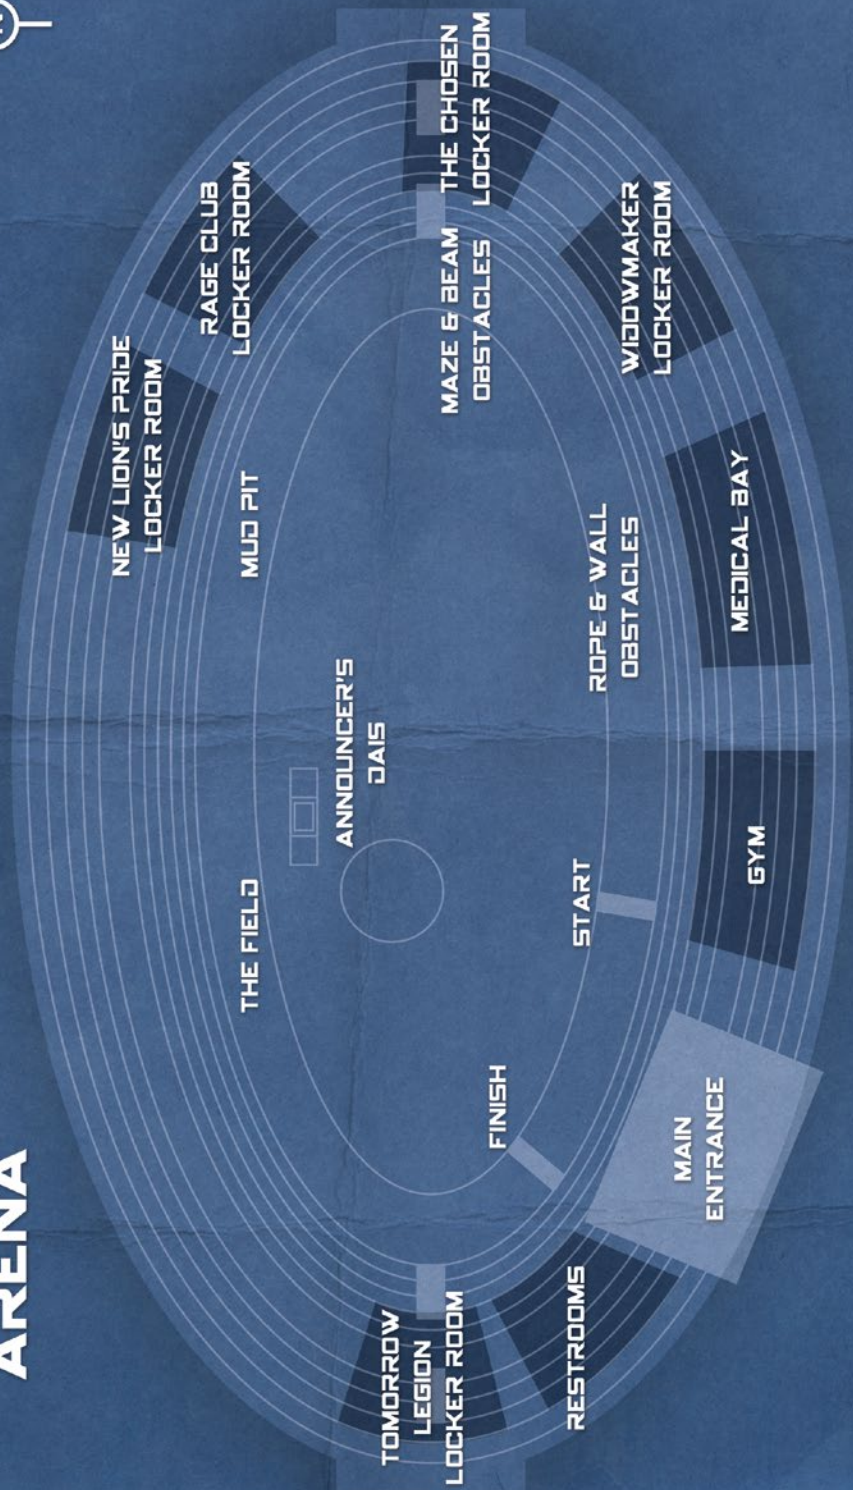 ARENA
NEW LION'S PRIDE
LOCKER ROOM
RAGE CLUB
LOCKER ROOM
THE FIELD
MUD PIT
ANNOUNCER'S
DAIS
TOMORROW
LEGION
LOCKER ROOM
MAZE & BEAM
OBSTACLES
THE CHOSEN
LOCKER ROOM
FINISH
START
RESTROOMS
ROPE & WALL
OBSTACLES
WIDOWMAKER
LOCKER ROOM
MAIN
ENTRANCE
GYM
MEDICAL BAY